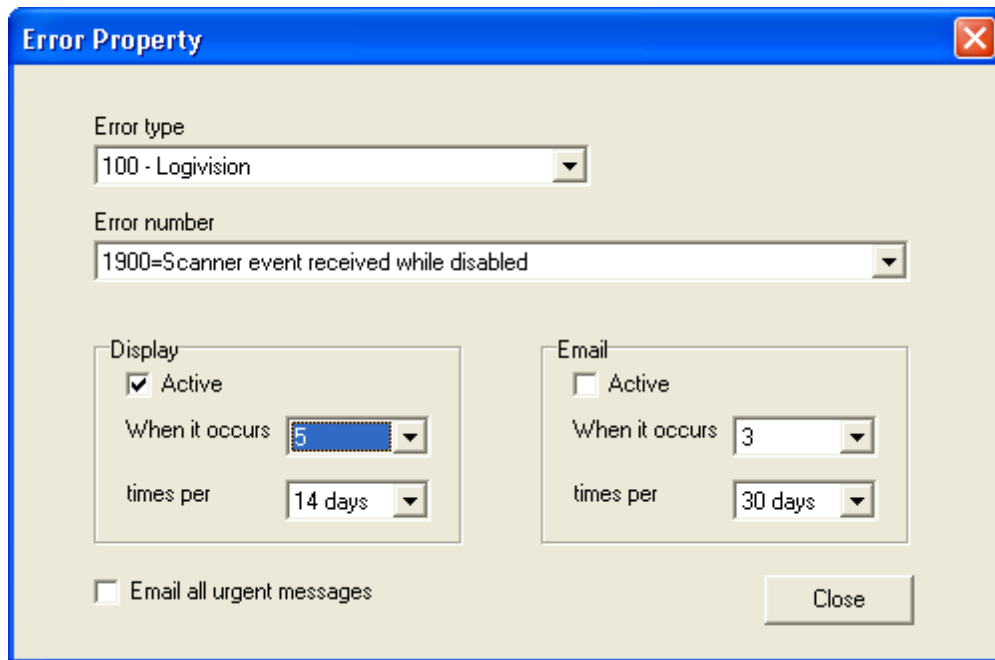 Error Property
Error type
100 - Logivision
Error number
1900=Scanner event received while disabled
Display
Active
When it occurs 5
times per 14 days
Email
Active
When it occurs 3
times per 30 days
Email all urgent messages
Close